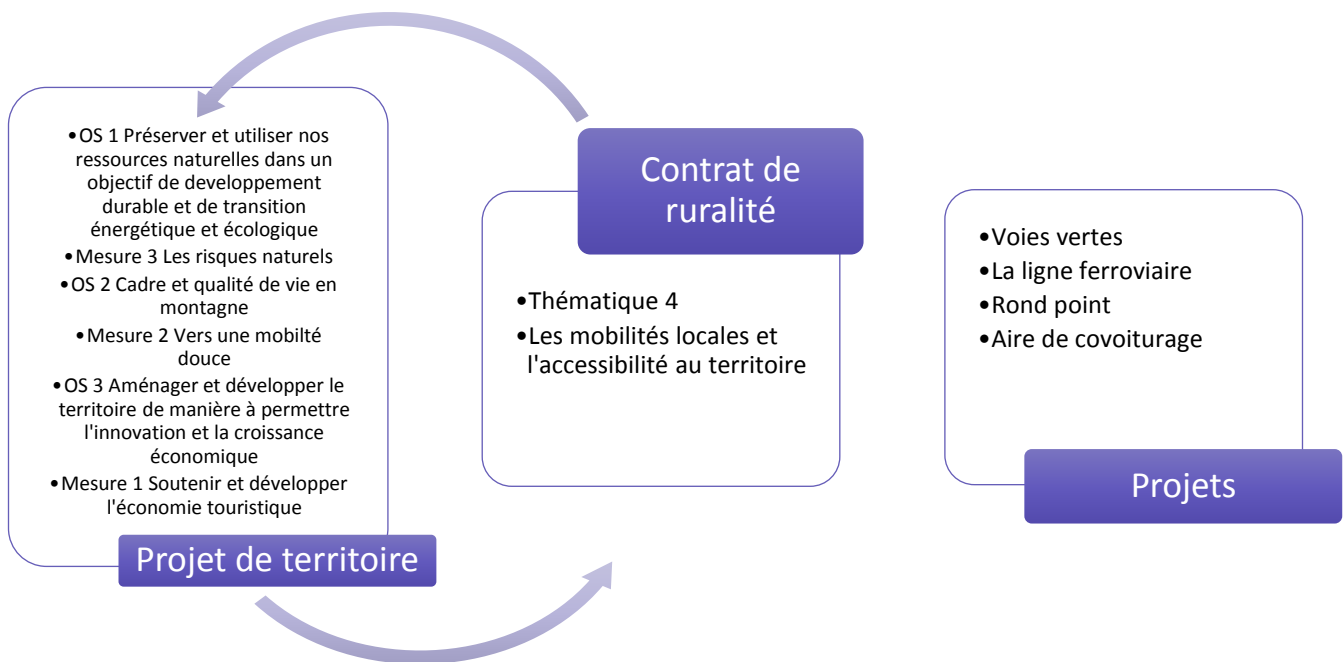 •OS 1 Préserver et utiliser nos
ressources naturelles dans un
objectif de developpement
durable et de transition
énergétique et écologique
•Mesure 3 Les risques naturels
•OS 2 Cadre et qualité de vie en
montagne
•Mesure 2 Vers une mobilté
douce
•OS 3 Aménager et développer le
territoire de manière à permettre
l'innovation et la croissance
économique
•Mesure 1 Soutenir et développer
l'économie touristique
Projet de territoire
Contrat de
ruralité
•Thématique 4
•Les mobilités locales et
l'accessibilité au territoire
•Voies vertes
•La ligne ferroviaire
•Rond point
•Aire de covoiturage
Projets